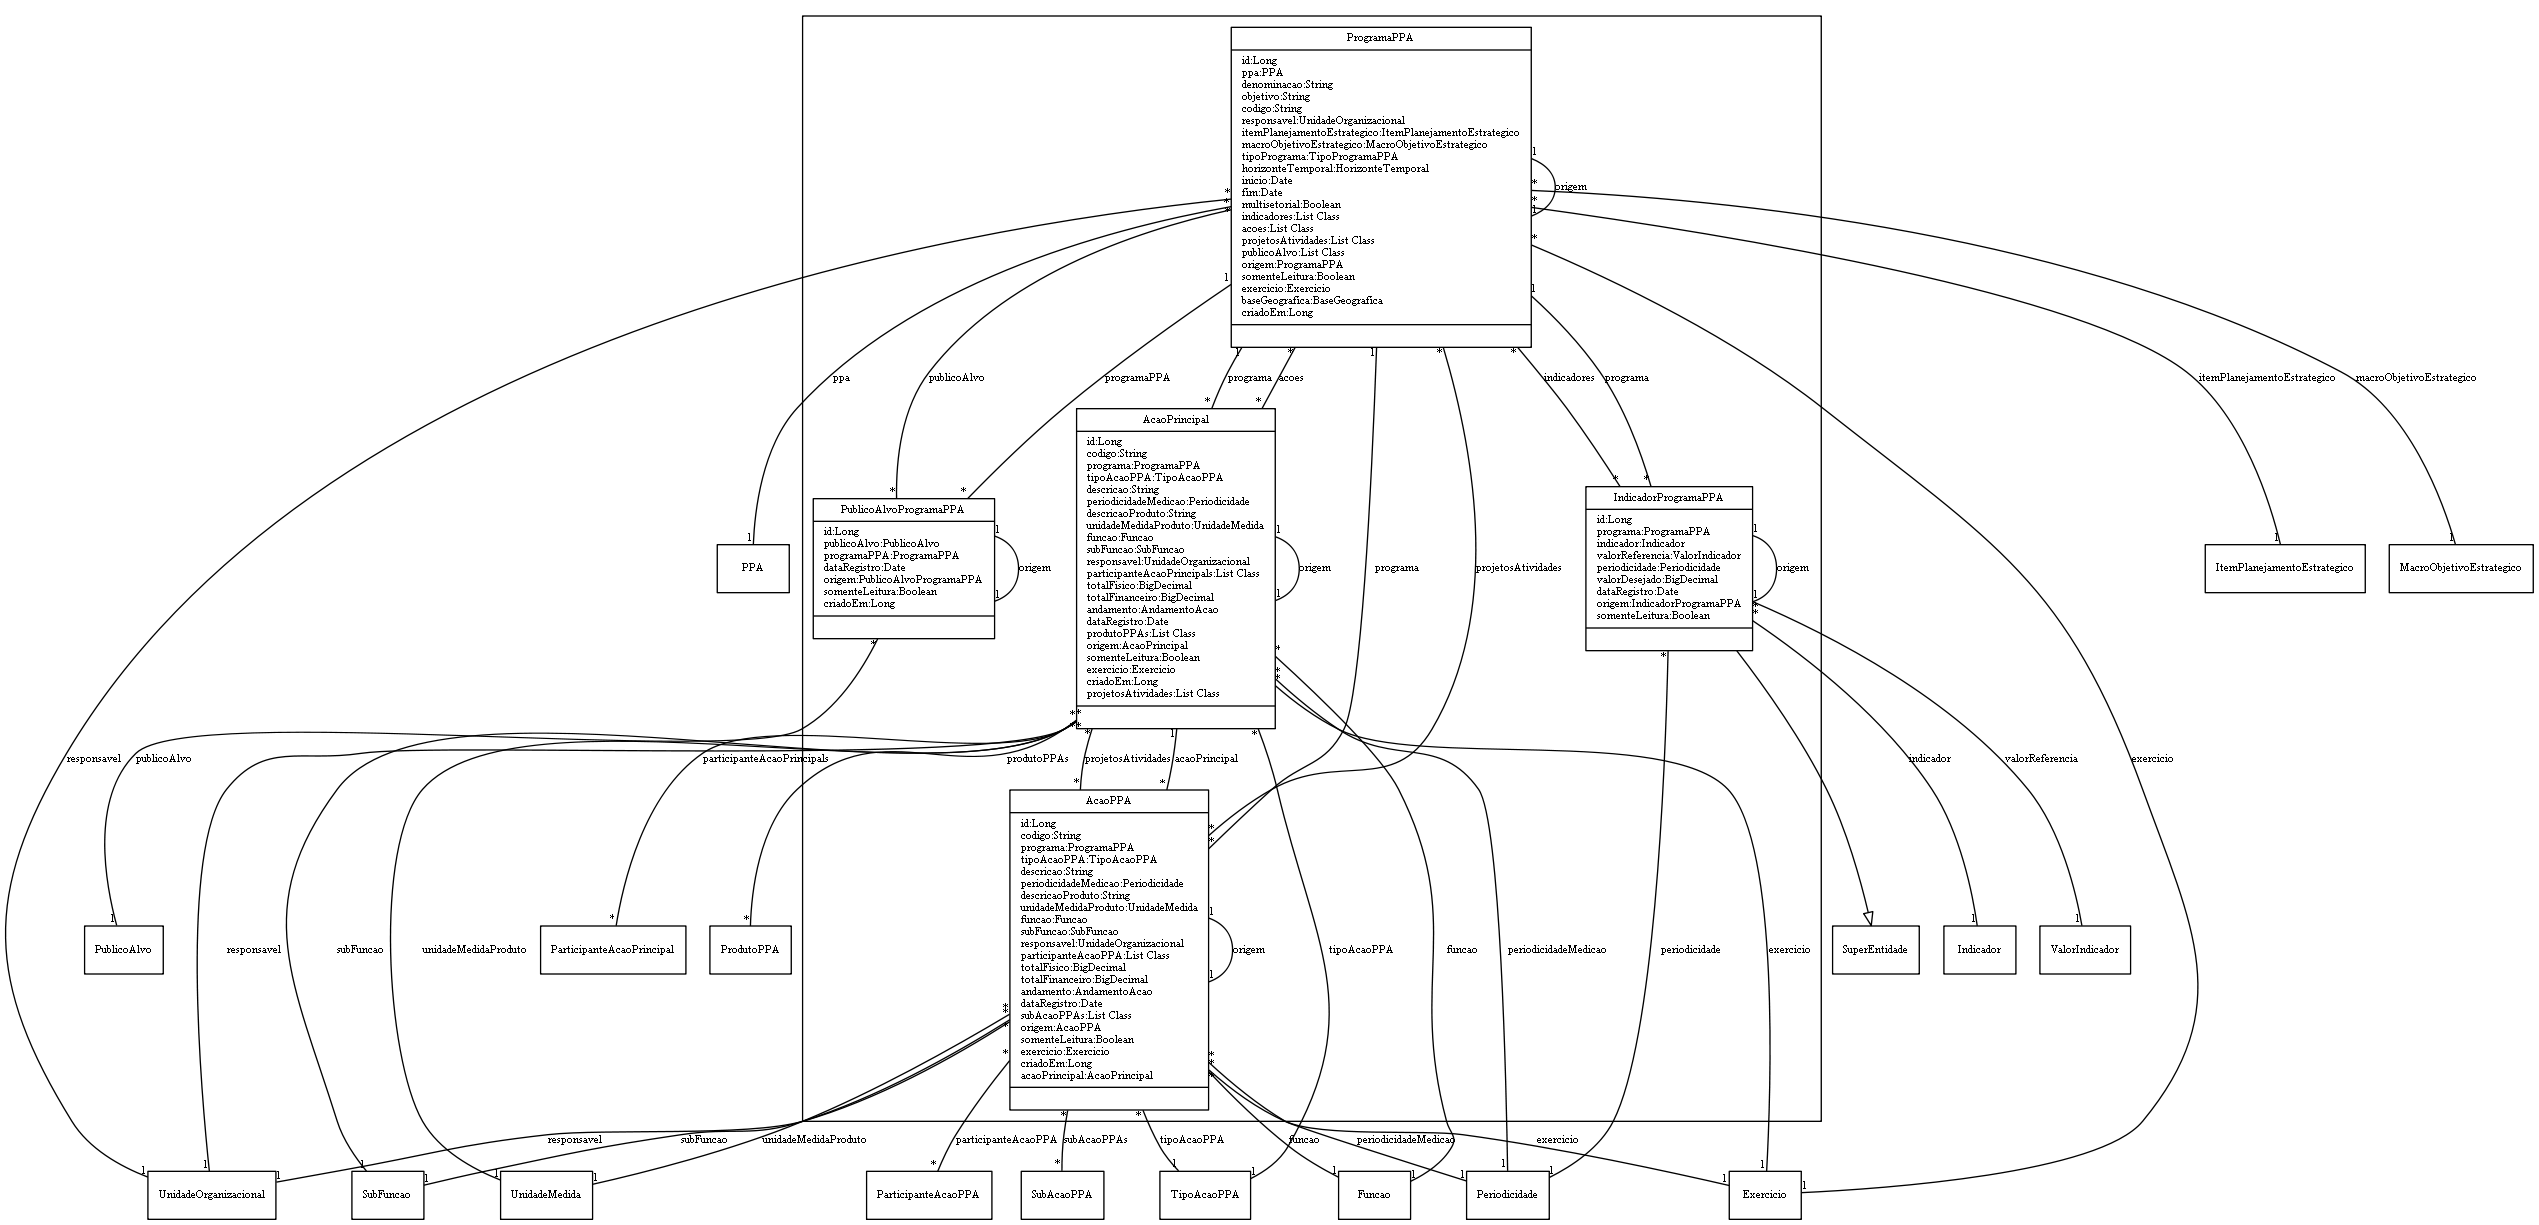 ProgramaPPA
id:Long
ppa:PPA
denominacao:String
objetivo:String
codigo:String
responsavel:UnidadeOrganizacional
itemPlanejamentoEstrategico:ItemPlanejamentoEstrategico
macroObjetivoEstrategico:MacroObjetivoEstrategico
tipoPrograma:TipoProgramaPPA
horizonteTemporal:HorizonteTemporal
inicio:Date
fim:Date
multisetorial:Boolean
indicadores:List Class
acoes:List Class
projetosAtividades:List Class
publicoAlvo:List Class
origem:ProgramaPPA
somenteLeitura:Boolean
exercicio:Exercicio
baseGeografica:BaseGeografica
criadoEm:Long
origem
ppa
publicoAlvo
programaPPA
programa
acoes
programa
projetosAtividades
indicadores
programa
itemPlanejamentoEstrategico
macroObjetivoEstrategico
AcaoPrincipal
id:Long
codigo:String
programa:ProgramaPPA
tipoAcaoPPA:TipoAcaoPPA
descricao:String
periodicidadeMedicao:Periodicidade
descricaoProduto:String
unidadeMedidaProduto:UnidadeMedida
funcao:Funcao
subFuncao:SubFuncao
responsavel:UnidadeOrganizacional
participanteAcaoPrincipals:List Class
totalFisico:BigDecimal
totalFinanceiro:BigDecimal
andamento:AndamentoAcao
dataRegistro:Date
produtoPPAs:List Class
origem:AcaoPrincipal
somenteLeitura:Boolean
exercicio:Exercicio
criadoEm:Long
projetosAtividades:List Class
origem
PublicoAlvoProgramaPPA
id:Long
publicoAlvo:PublicoAlvo
programaPPA:ProgramaPPA
dataRegistro:Date
origem:PublicoAlvoProgramaPPA
somenteLeitura:Boolean
criadoEm:Long
origem
IndicadorProgramaPPA
id:Long
programa:ProgramaPPA
indicador:Indicador
valorReferencia:ValorIndicador
periodicidade:Periodicidade
valorDesejado:BigDecimal
dataRegistro:Date
origem:IndicadorProgramaPPA
somenteLeitura:Boolean
origem
PPA
ItemPlanejamentoEstrategico
MacroObjetivoEstrategico
responsavel
publicoAlvo
participanteAcaoPrincipals
produtoPPAs
projetosAtividades
acaoPrincipal
indicador
valorReferencia
exercicio
AcaoPPA
id:Long
codigo:String
programa:ProgramaPPA
tipoAcaoPPA:TipoAcaoPPA
descricao:String
periodicidadeMedicao:Periodicidade
descricaoProduto:String
unidadeMedidaProduto:UnidadeMedida
funcao:Funcao
subFuncao:SubFuncao
responsavel:UnidadeOrganizacional
participanteAcaoPPA:List Class
totalFisico:BigDecimal
totalFinanceiro:BigDecimal
andamento:AndamentoAcao
dataRegistro:Date
subAcaoPPAs:List Class
origem:AcaoPPA
somenteLeitura:Boolean
exercicio:Exercicio
criadoEm:Long
acaoPrincipal:AcaoPrincipal
origem
PublicoAlvo
responsavel
subFuncao
unidadeMedidaProduto
ParticipanteAcaoPrincipal
ProdutoPPA
tipoAcaoPPA
funcao
periodicidadeMedicao
periodicidade
exercicio
SuperEntidade
Indicador
ValorIndicador
responsavel
subFuncao
unidadeMedidaProduto
participanteAcaoPPA
subAcaoPPAs
tipoAcaoPPA
funcao
periodicidadeMedicao
exercicio
UnidadeOrganizacional
SubFuncao
UnidadeMedida
ParticipanteAcaoPPA
SubAcaoPPA
TipoAcaoPPA
Funcao
Periodicidade
Exercicio